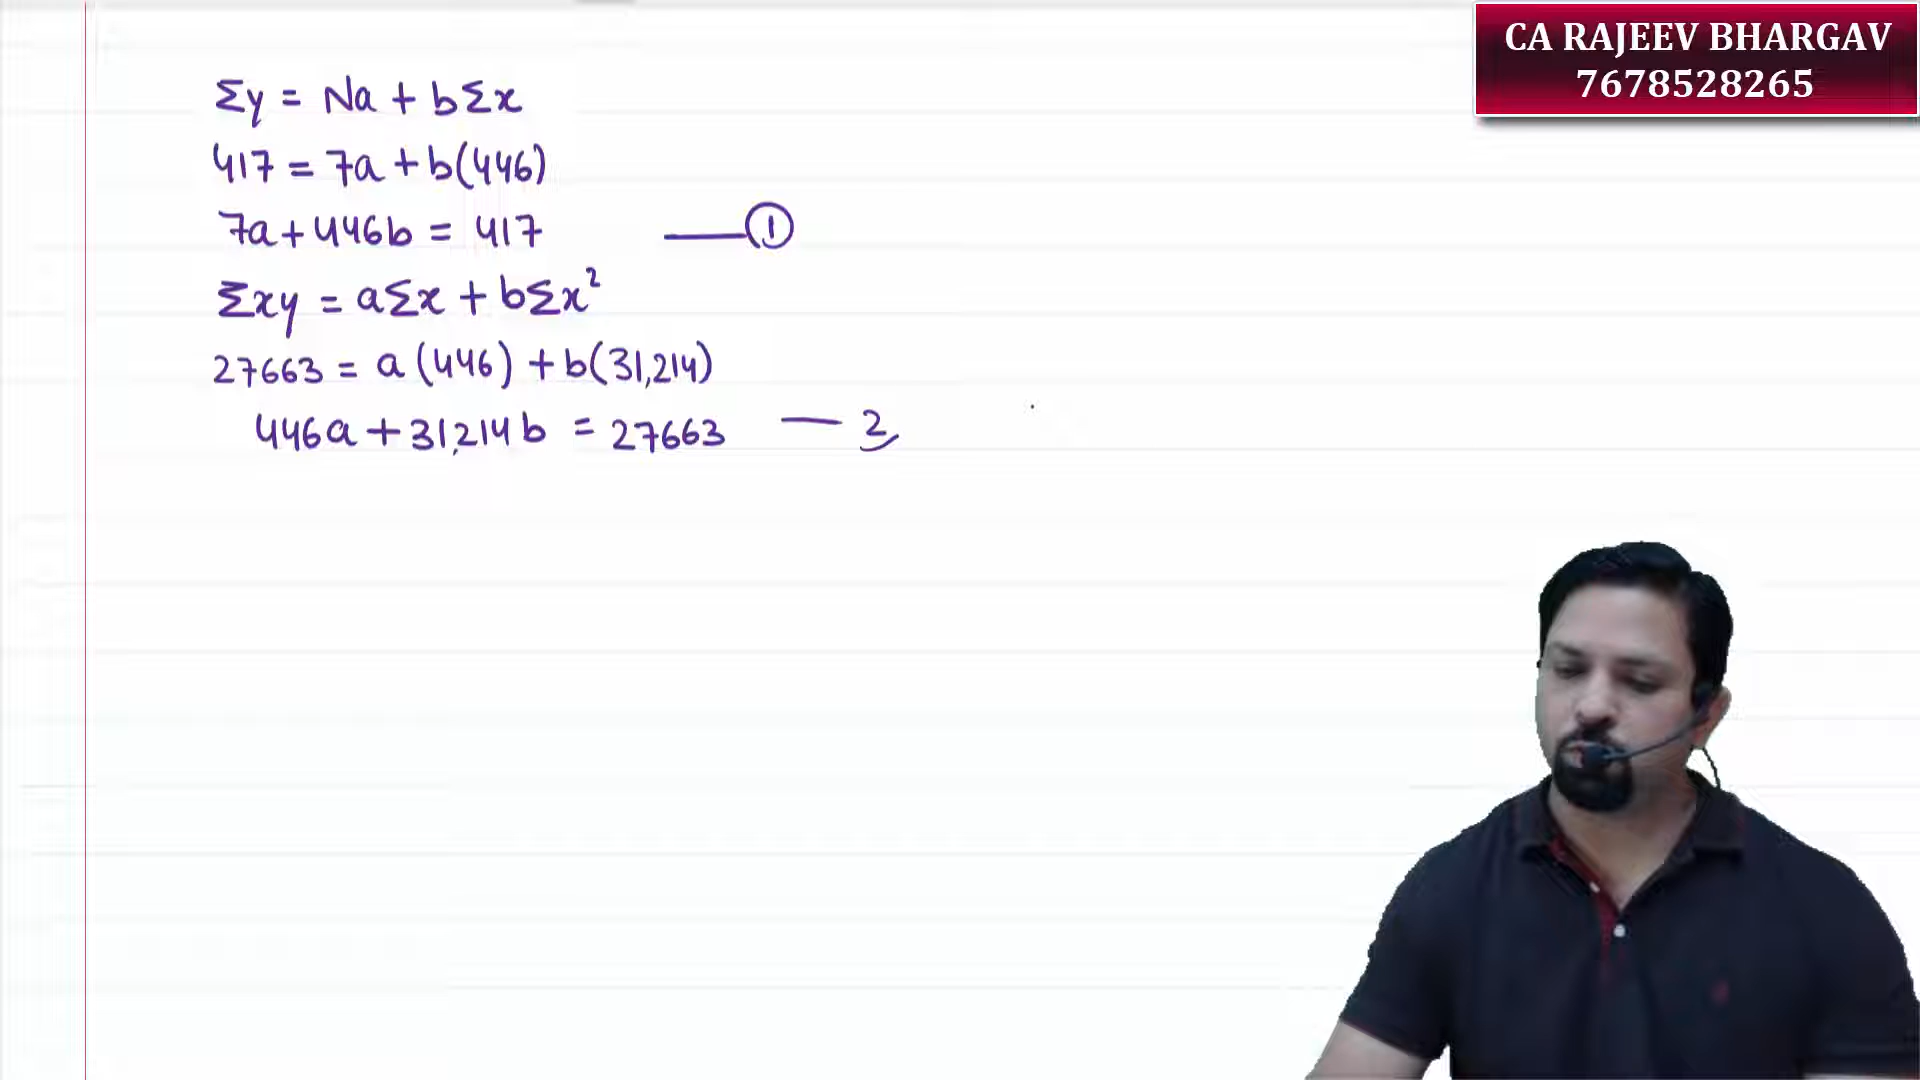 CA RAJEEV BHARGAV
7678528265
Σy = Na + bΣx
417 = 7a + b(446)
7a + 446b = 417 —— ①
Σxy = aΣx + bΣx²
27663 = a(446) + b(31,214)
446a + 31,214b = 27663 — 2